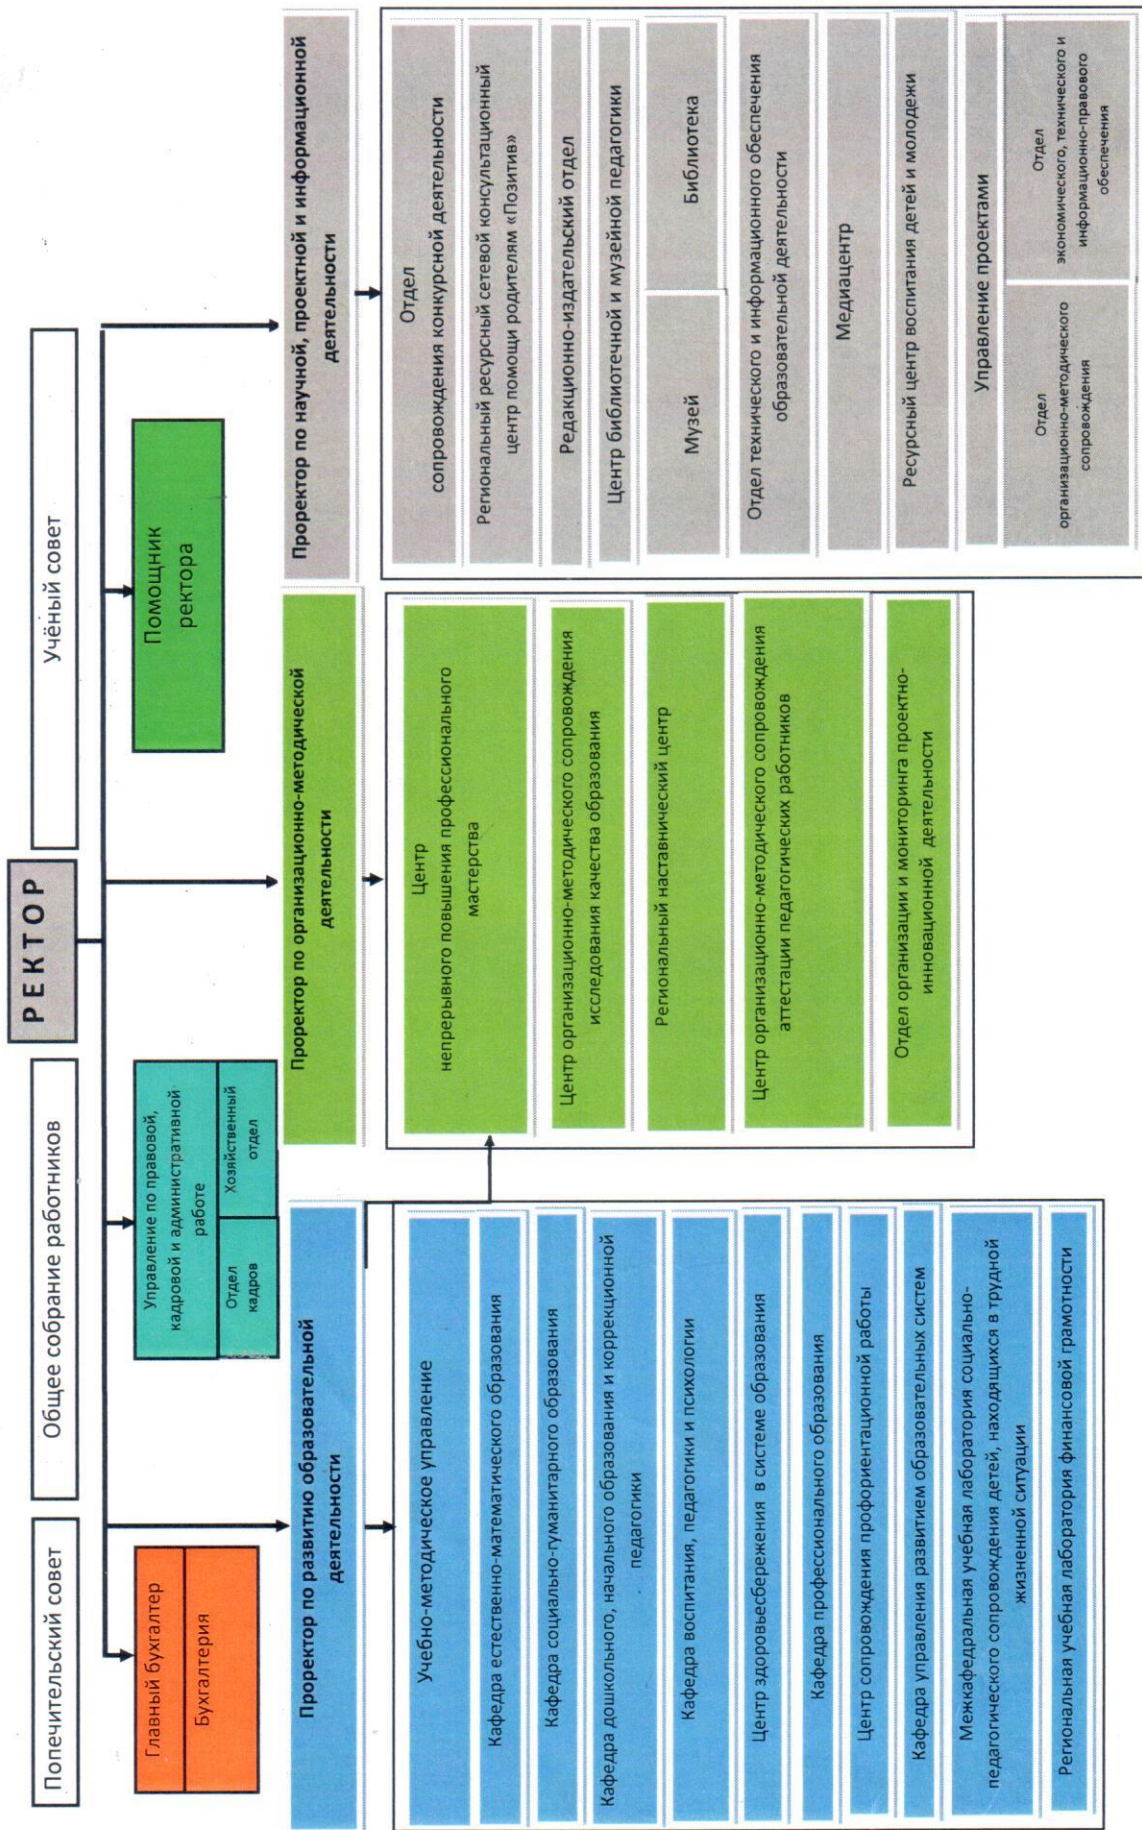 Попечительский совет
Общее собрание работников
РЕКТОР
Учёный совет
Главный бухгалтер
Бухгалтерия
Управление по правовой,
кадровой и административной
работе
Отдел
кадров
Хозяйственный
отдел
Помощник
ректора
Проректор по развитию образовательной
деятельности
Проректор по организационно-методической
деятельности
Проректор по научной, проектной и информационной
деятельности
Учебно-методическое управление
Кафедра естественно-математического образования
Кафедра социально-гуманитарного образования
Кафедра дошкольного, начального образования и коррекционной
педагогики
Кафедра воспитания, педагогики и психологии
Центр здоровьесбережения в системе образования
Кафедра профессионального образования
Центр сопровождения профориентационной работы
Кафедра управления развитием образовательных систем
Межкафедральная учебная лаборатория социально-
педагогического сопровождения детей, находящихся в трудной
жизненной ситуации
Региональная учебная лаборатория финансовой грамотности
Центр
непрерывного повышения профессионального
мастерства
Центр организационно-методического сопровождения
исследования качества образования
Региональный наставнический центр
Центр организационно-методического сопровождения
аттестации педагогических работников
Отдел организации и мониторинга проектно-
инновационной деятельности
Отдел
сопровождения конкурсной деятельности
Региональный ресурсный сетевой консультационный
центр помощи родителям «Позитив»
Редакционно-издательский отдел
Центр библиотечной и музейной педагогики
Музей
Библиотека
Отдел технического и информационного обеспечения
образовательной деятельности
Медиацентр
Ресурсный центр воспитания детей и молодежи
Управление проектами
Отдел
организационно-методического
сопровождения
Отдел
экономического, технического и
информационно-правового
обеспечения